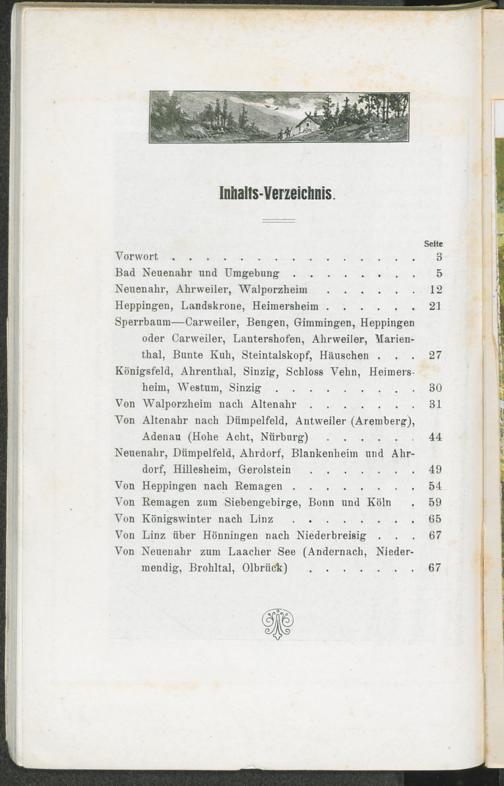 Inhalts-Verzeichnis.
Seite
Vorwort . . . . . . . . . . . . . . . 3
Bad Neuenahr und Umgebung . . . . . . . 5
Neuenahr, Ahrweiler, Walporzheim . . . . . . 12
Heppingen, Landskrone, Heimersheim . . . . . . 21
Sperrbaum—Carweiler, Bengen, Gimmingen, Heppingen
oder Carweiler, Lantershofen, Ahrweiler, Marien-
thal, Bunte Kuh, Steintalskopf, Häuschen . . . 27
Königsfeld, Ahrenthal, Sinzig, Schloss Vehn, Heimers-
heim, Westum, Sinzig . . . . . . . . . 30
Von Walporzheim nach Altenahr . . . . . . . 31
Von Altenahr nach Dümpelfeld, Antweiler (Aremberg),
Adenau (Hohe Acht, Nürburg) . . . . . . 44
Neuenahr, Dümpelfeld, Ahrdorf, Blankenheim und Ahr-
dorf, Hillesheim, Gerolstein . . . . . . . 49
Von Heppingen nach Remagen . . . . . . . . 54
Von Remagen zum Siebengebirge, Bonn und Köln . 59
Von Königswinter nach Linz . . . . . . . . 65
Von Linz über Hönningen nach Niederbreisig . . . 67
Von Neuenahr zum Laacher See (Andernach, Nieder-
mendig, Brohltal, Olbrück) . . . . . . . 67